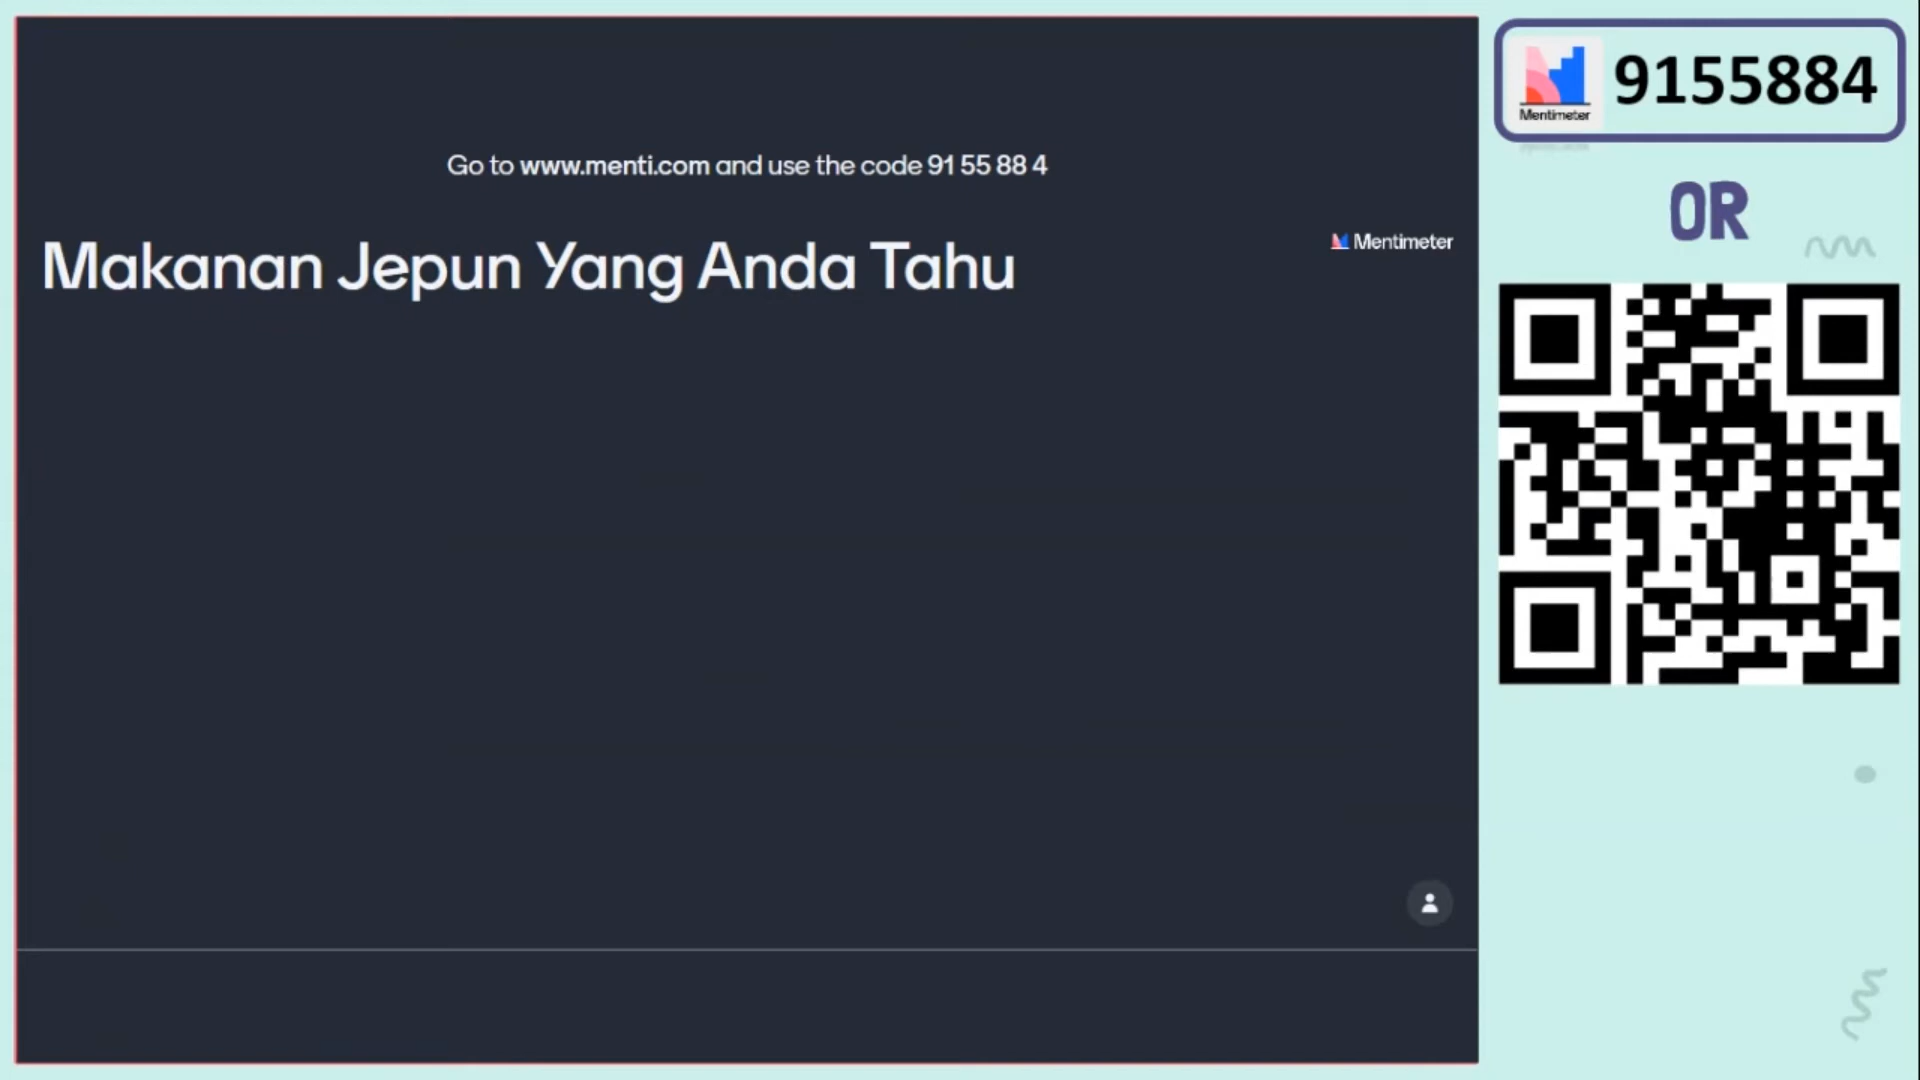 Go to www.menti.com and use the code 91 55 88 4
Makanan Jepun Yang Anda Tahu
Mentimeter
Mentimeter
9155884
OR